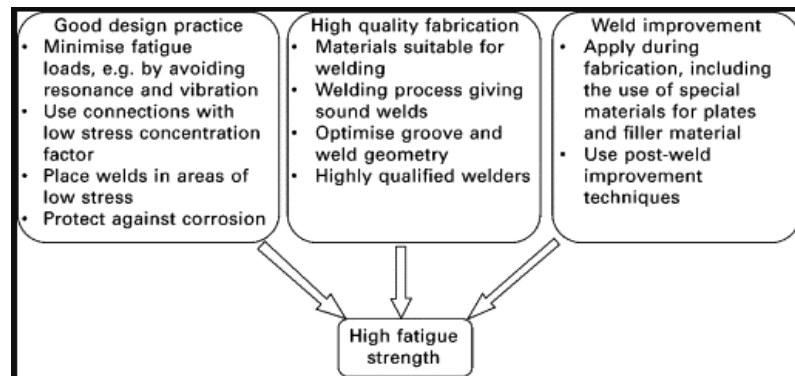 Good design practice
• Minimise fatigue
loads, e.g. by avoiding
resonance and vibration
• Use connections with
low stress concentration
factor
• Place welds in areas of
low stress
• Protect against corrosion
High quality fabrication
• Materials suitable for
welding
• Welding process giving
sound welds
• Optimise groove and
weld geometry
• Highly qualified welders
Weld improvement
• Apply during
fabrication, including
the use of special
materials for plates
and filler material
• Use post-weld
improvement
techniques
High fatigue
strength